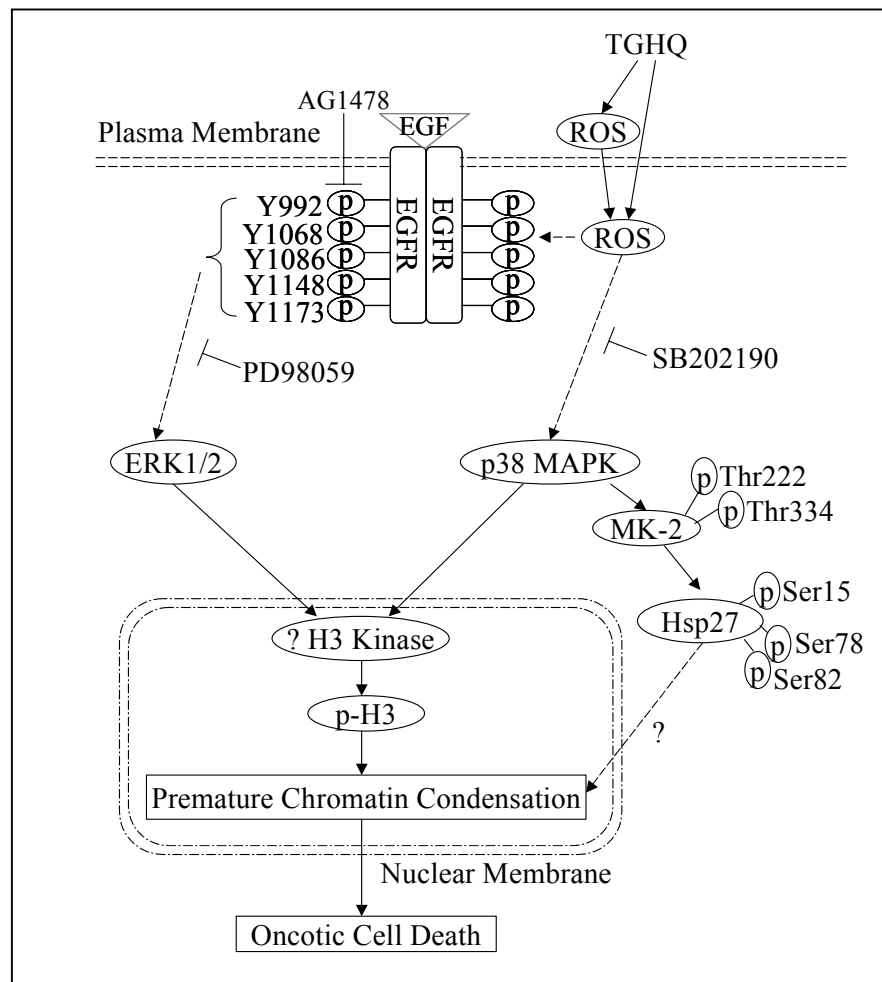 TGHQ
AG1478
EGF
ROS
Plasma Membrane
Y992
p
p
Y1068
p
p
ROS
Y1086
p
p
Y1148
p
p
Y1173
p
p
EGFR
EGFR
PD98059
SB202190
ERK1/2
p38 MAPK
p Thr222
p Thr334
MK-2
p Ser15
Hsp27
p Ser78
p Ser82
? H3 Kinase
p-H3
?
Premature Chromatin Condensation
Nuclear Membrane
Oncotic Cell Death